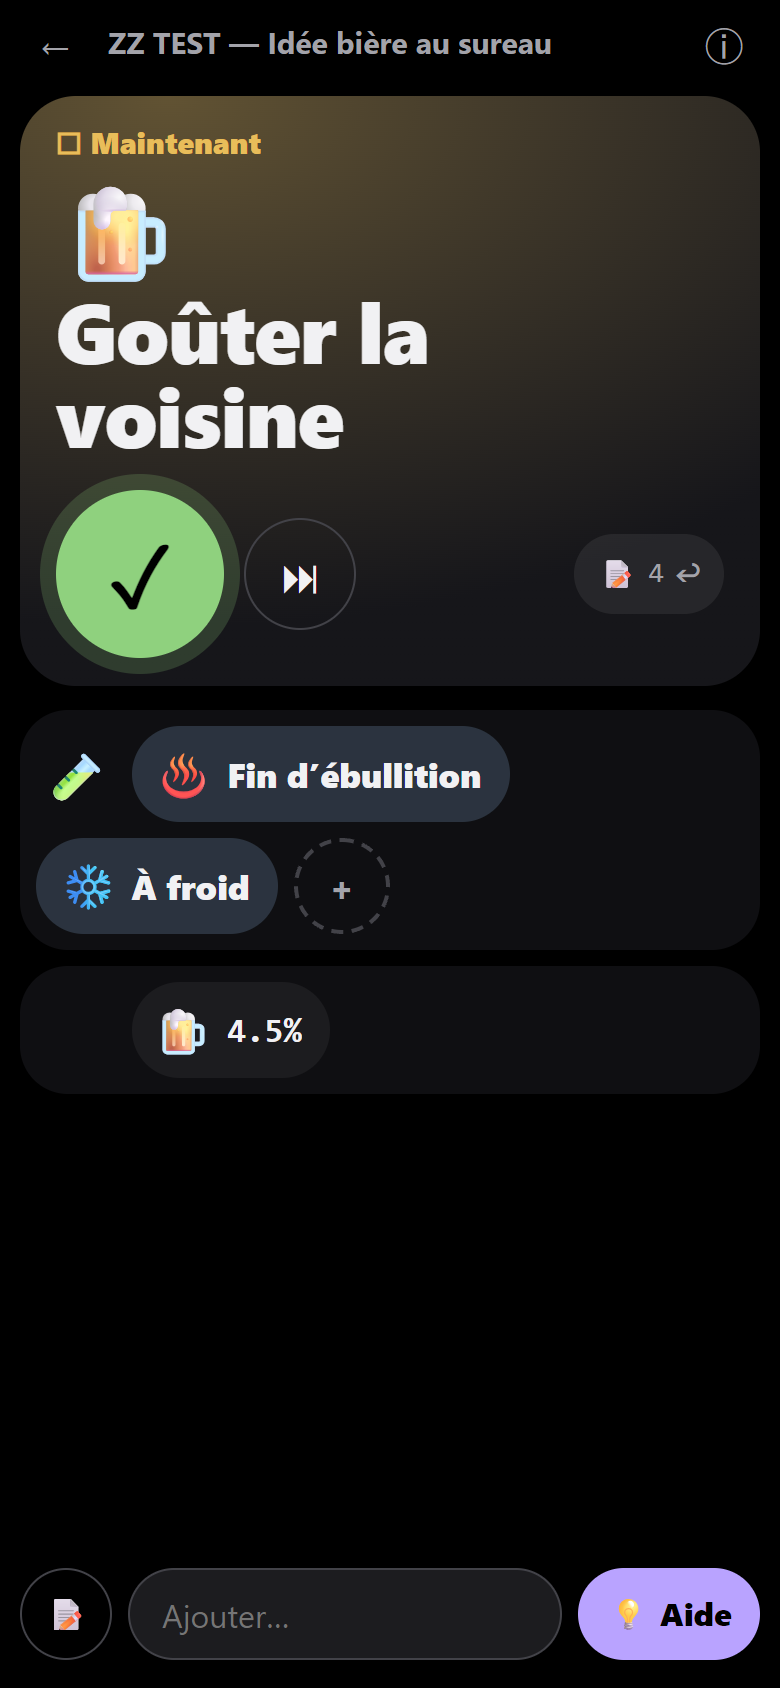 ZZ TEST — Idée bière au sureau
Maintenant
Goûter la
voisine
4
Fin d’ébullition
À froid
+
4.5%
Ajouter…
Aide